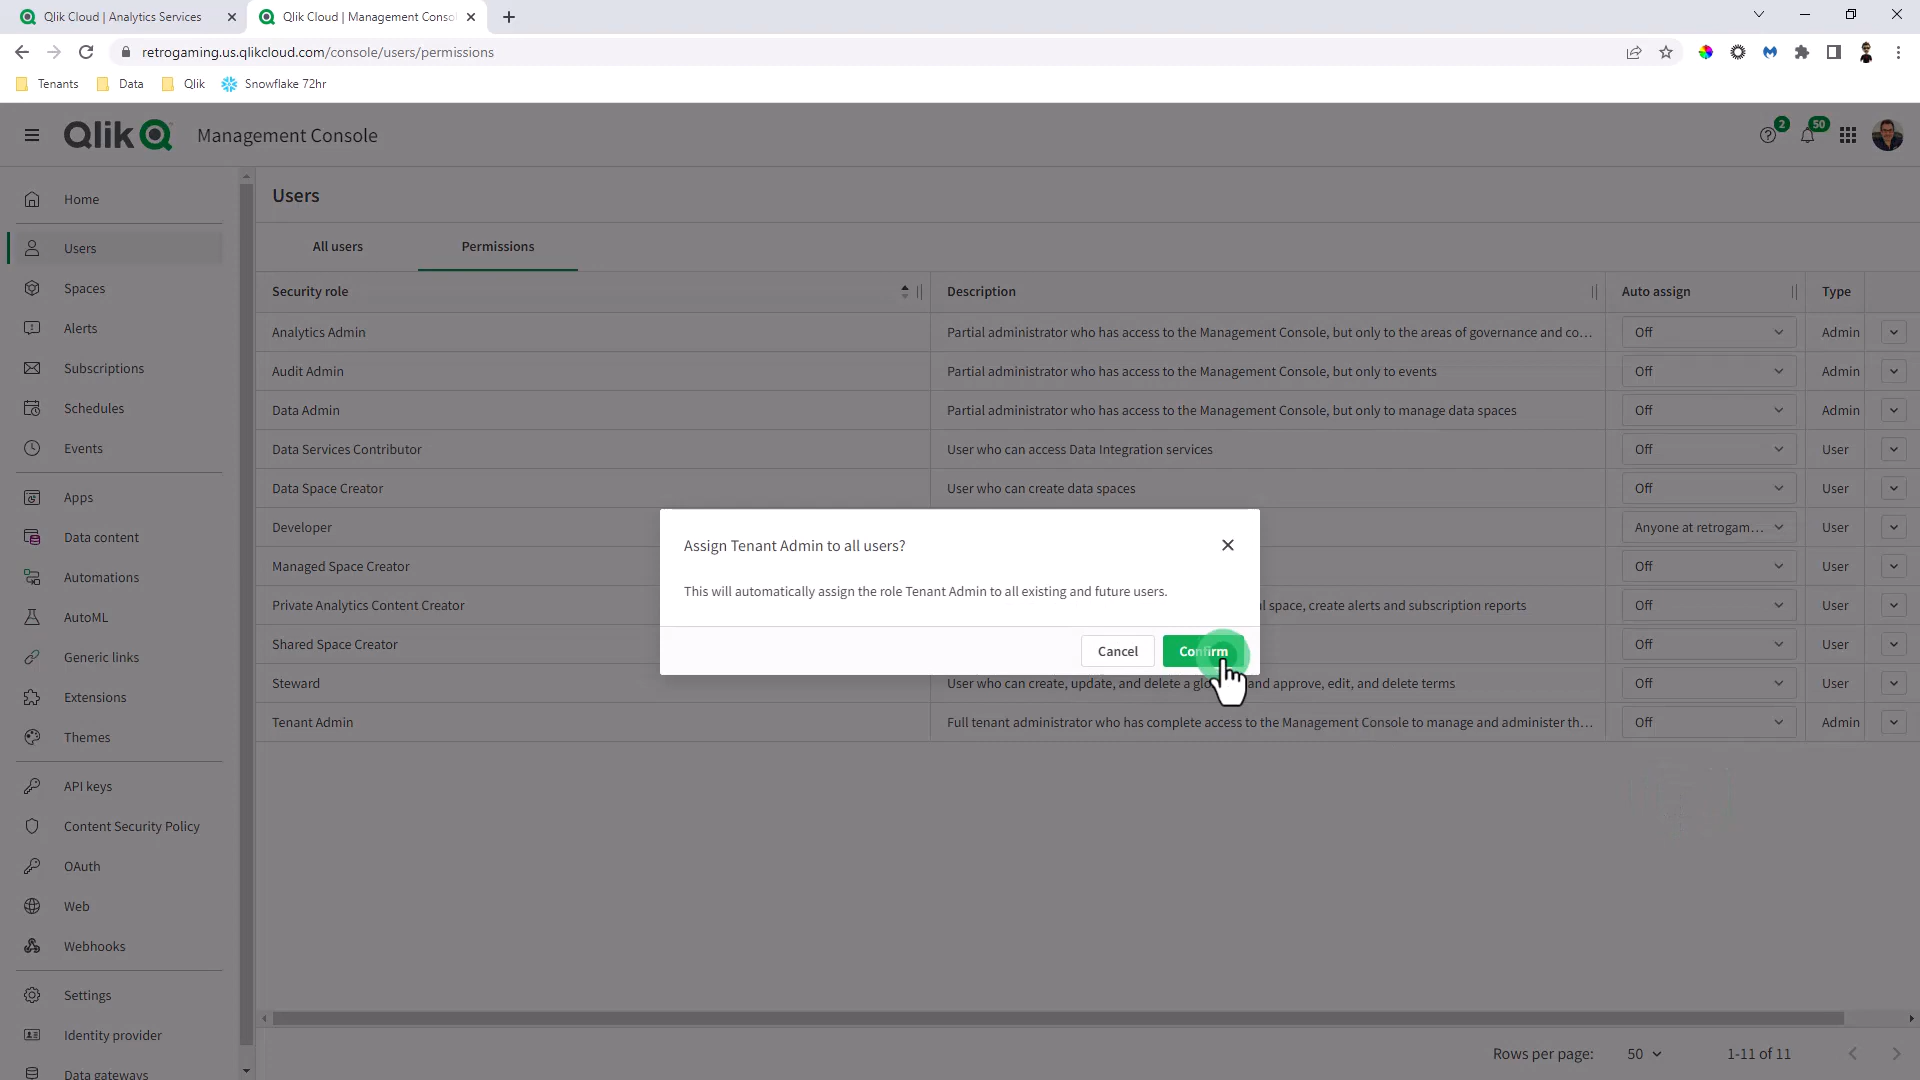 Qlik Cloud | Analytics Services
Qlik Cloud | Management Conso
retrogaming.us.qlikcloud.com/console/users/permissions
Tenants
Data
Qlik
Snowflake 72hr
Qlik
Management Console
2
50
Home
Users
Spaces
Alerts
Subscriptions
Schedules
Events
Apps
Data content
Automations
AutoML
Generic links
Extensions
Themes
API keys
Content Security Policy
OAuth
Web
Webhooks
Settings
Identity provider
Data gateways
Users
All users
Permissions
Security role Description Auto assign Type
Analytics Admin Partial administrator who has access to the Management Console, but only to the areas of governance and co... Off Admin
Audit Admin Partial administrator who has access to the Management Console, but only to events Off Admin
Data Admin Partial administrator who has access to the Management Console, but only to manage data spaces Off Admin
Data Services Contributor User who can access Data Integration services Off User
Data Space Creator User who can create data spaces Off User
Developer Anyone at retrogam... User
Managed Space Creator Off User
Private Analytics Content Creator l space, create alerts and subscription reports Off User
Shared Space Creator Off User
Steward User who can create, update, and delete a glo and approve, edit, and delete terms Off User
Tenant Admin Full tenant administrator who has complete access to the Management Console to manage and administer th... Off Admin
Assign Tenant Admin to all users?
This will automatically assign the role Tenant Admin to all existing and future users.
Cancel
Confirm
Rows per page: 50 1-11 of 11